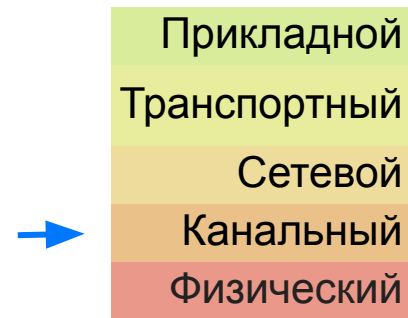 Прикладной
Транспортный
Сетевой
Канальный
Физический